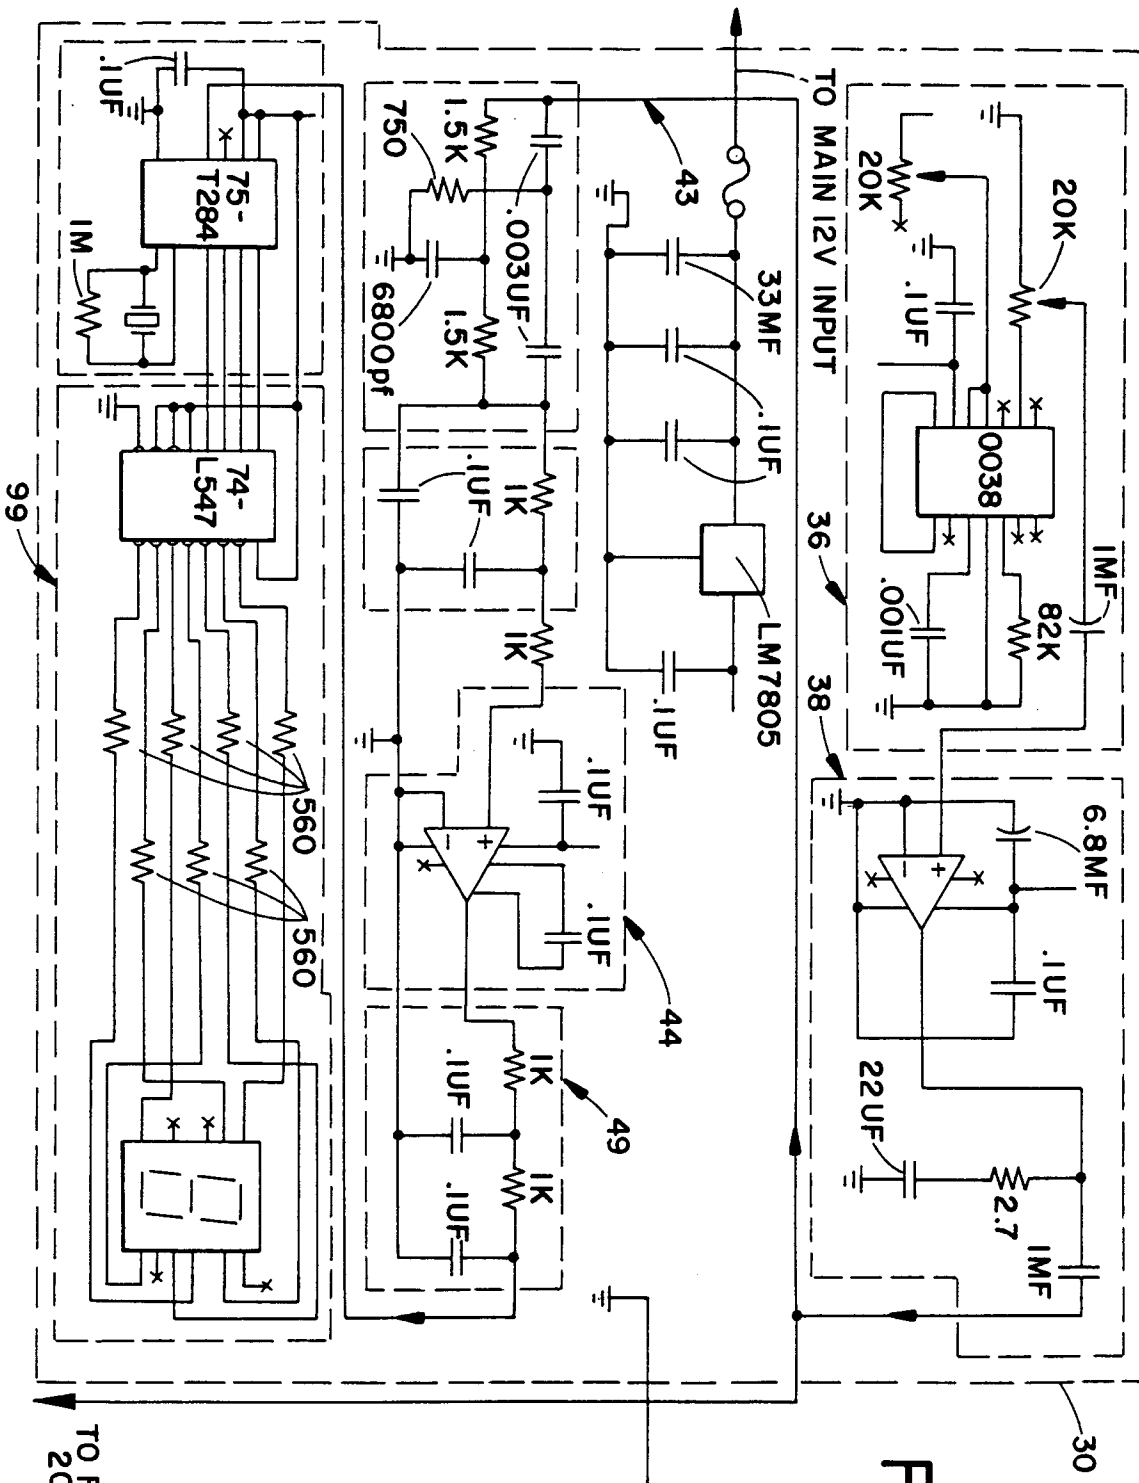 TO MAIN 12V INPUT
20K
20K
.1UF
0038
36
.001UF
82K
1MF
38
6.8MF
+
−
.1UF
22UF
2.7
1MF
30
43
33MF
.1UF
LM7805
.1UF
1.5K
750
.003UF
6800pf
1.5K
.1UF
1K
1K
.1UF
+
−
.1UF
44
49
1K
.1UF
1K
.1UF
.1UF
75-
T284
1M
74-
L547
99
560
560
TO